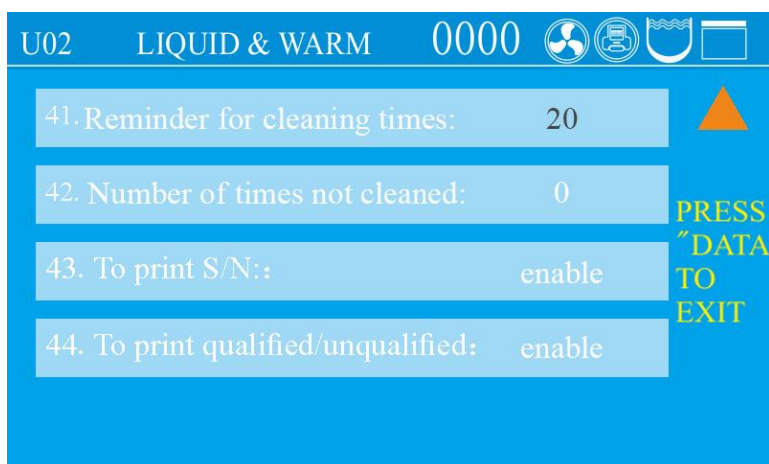 U02 LIQUID & WARM 0000
41. Reminder for cleaning times: 20
42. Number of times not cleaned: 0
43. To print S/N:： enable
44. To print qualified/unqualified： enable
PRESS
"DATA
TO
EXIT